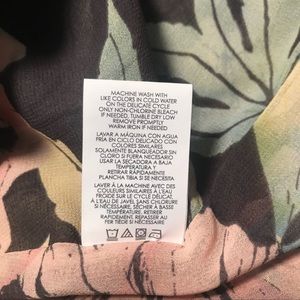 MACHINE WASH WITH
LIKE COLORS IN COLD WATER
ON THE DELICATE CYCLE
ONLY NON-CHLORINE BLEACH
IF NEEDED, TUMBLE DRY LOW
REMOVE PROMPTLY
WARM IRON IF NEEDED
LAVAR A MÁQUINA CON AGUA
FRÍA EN CICLO DELICADO CON
COLORES SIMILARES
SOLAMENTE BLANQUEADOR SIN
CLORO SI FUERA NECESARIO
USAR LA SECADORA A BAJA
TEMPERATURA Y
RETIRAR RÁPIDAMENTE
PLANCHA TIBIA SI SE NECESITA
LAVER À LA MACHINE AVEC DES
COULEURS SIMILAIRES À L'EAU
FROIDE SUR LE CYCLE DÉLICAT.
À L'EAU DE JAVEL SANS CHLORURE
SI NÉCESSAIRE, SÉCHER À BASSE
TEMPÉRATURE. RETIRER
RAPIDEMENT. REPASSER AU
FER TIÈDE SI NÉCESSAIRE